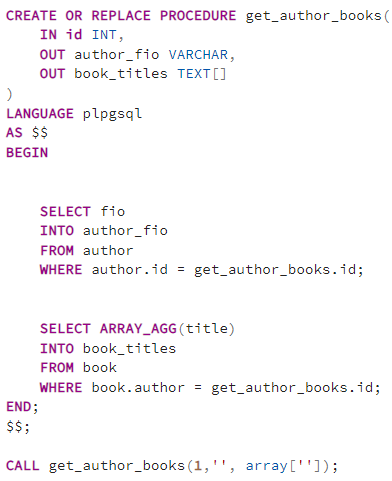 CREATE OR REPLACE PROCEDURE get_author_books(
    IN id INT,
    OUT author_fio VARCHAR,
    OUT book_titles TEXT[]
)
LANGUAGE plpgsql
AS $$
BEGIN
    SELECT fio
    INTO author_fio
    FROM author
    WHERE author.id = get_author_books.id;
    SELECT ARRAY_AGG(title)
    INTO book_titles
    FROM book
    WHERE book.author = get_author_books.id;
END;
$$;
CALL get_author_books(1,'', array['']);